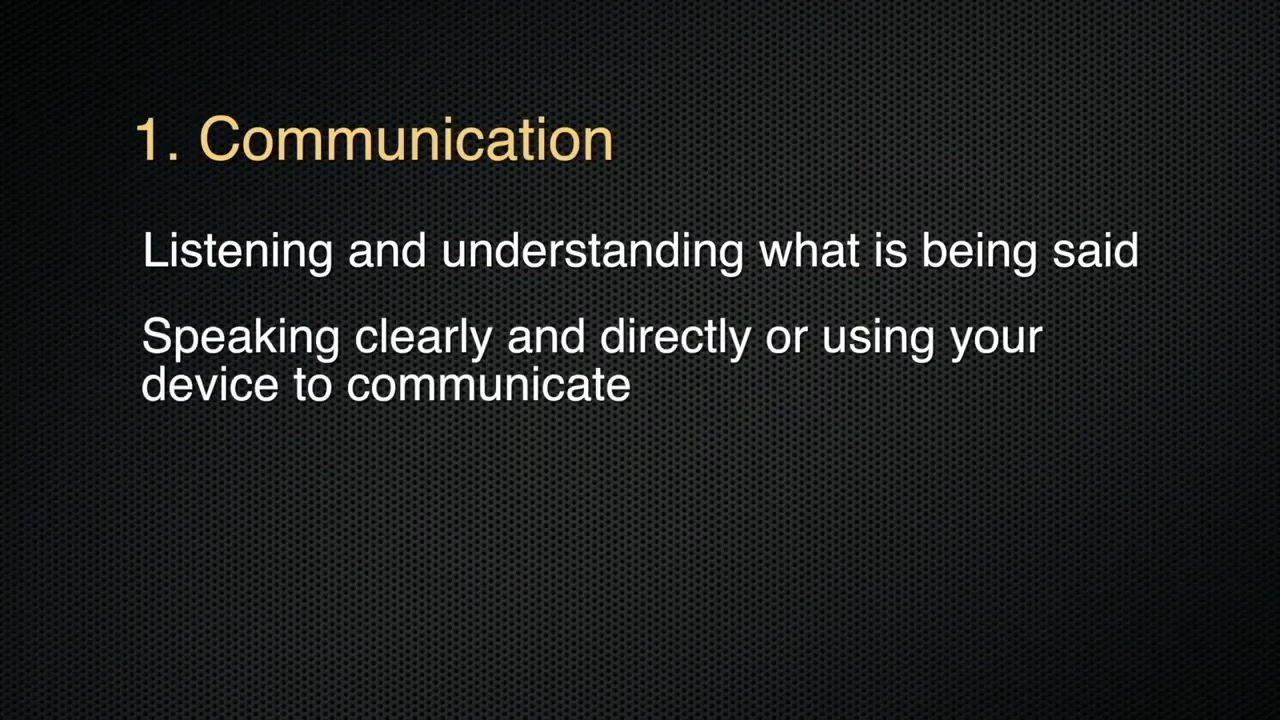 1. Communication
Listening and understanding what is being said
Speaking clearly and directly or using your
device to communicate